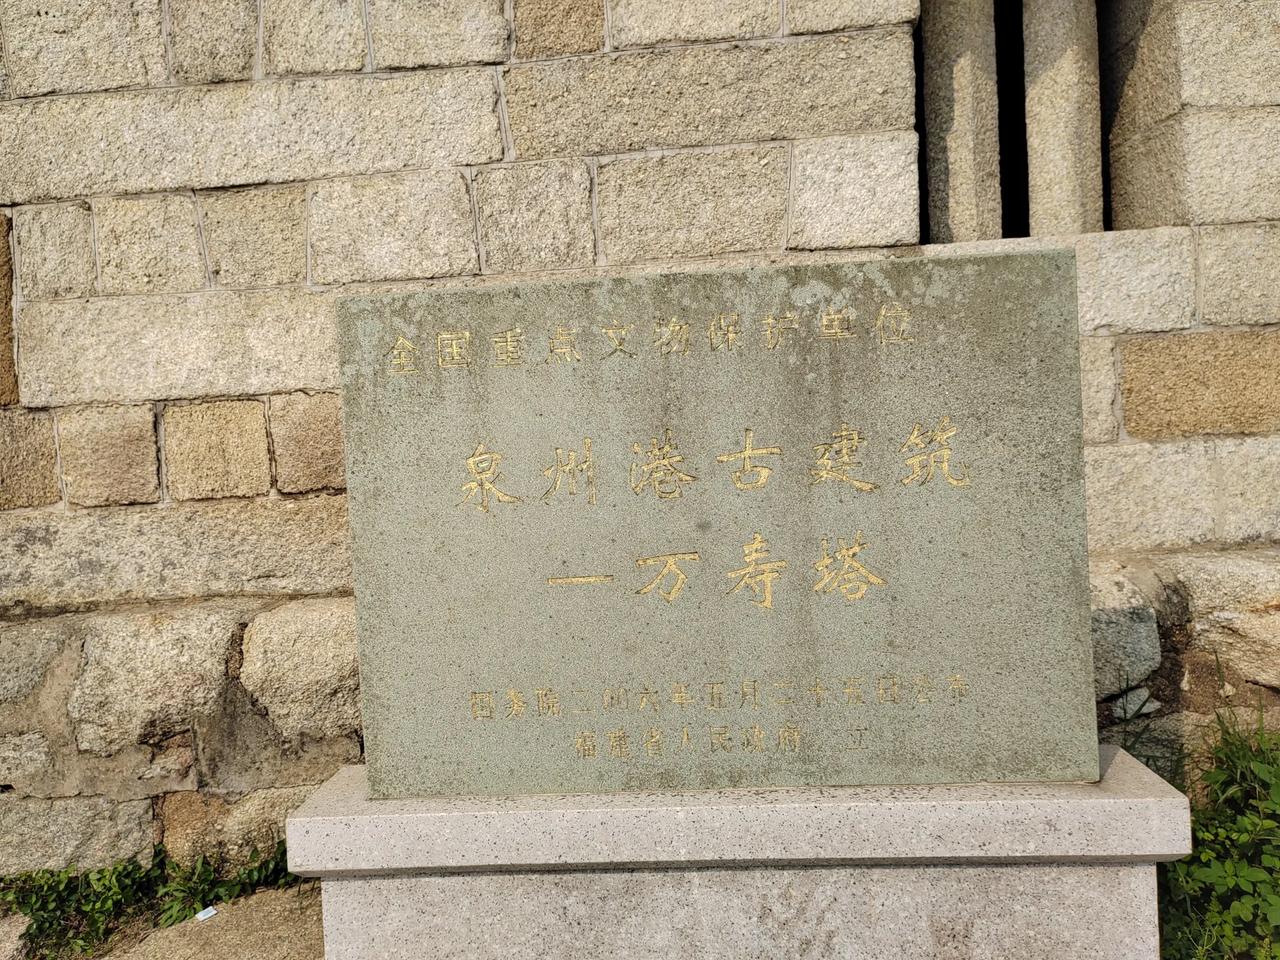 全国重点文物保护单位
泉州港古建筑
—万寿塔
国务院二〇〇六年五月二十五日公布
福建省人民政府 立